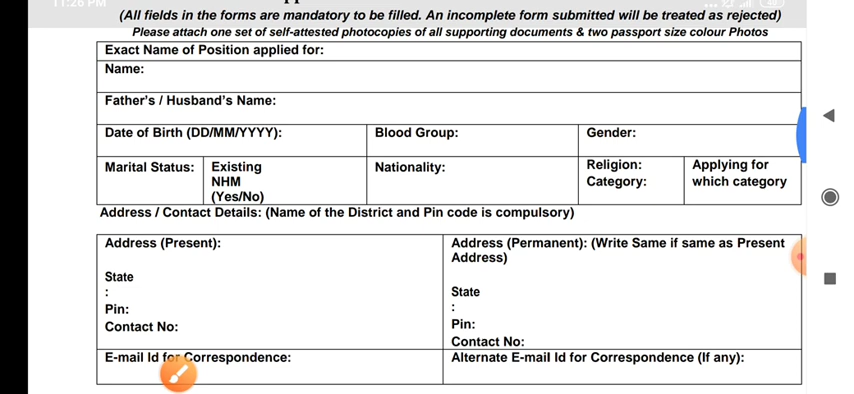 11:26 PM
(All fields in the forms are mandatory to be filled. An incomplete form submitted will be treated as rejected)
Please attach one set of self-attested photocopies of all supporting documents & two passport size colour Photos
Exact Name of Position applied for:
Name:
Father's / Husband's Name:
Date of Birth (DD/MM/YYYY): Blood Group: Gender:
Marital Status: Existing NHM (Yes/No) Nationality: Religion: Category: Applying for which category
Address / Contact Details: (Name of the District and Pin code is compulsory)
Address (Present):
State
:
Pin:
Contact No:
Address (Permanent): (Write Same if same as Present
Address)
State
:
Pin:
Contact No:
E-mail Id for Correspondence: Alternate E-mail Id for Correspondence (If any):